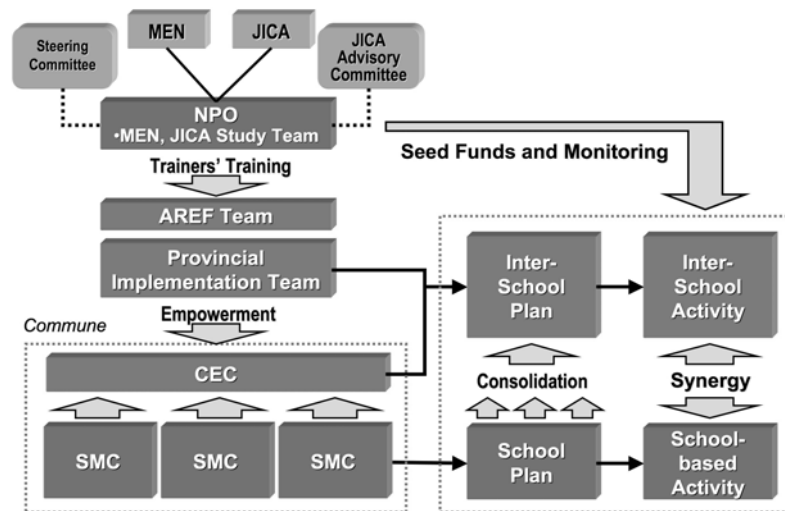 MEN
JICA
Steering
Committee
JICA
Advisory
Committee
NPO
•MEN, JICA Study Team
Seed Funds and Monitoring
Trainers' Training
AREF Team
Provincial
Implementation Team
Inter-
School
Plan
Inter-
School
Activity
Empowerment
Commune
CEC
Consolidation
Synergy
SMC
SMC
SMC
School
Plan
School-
based
Activity